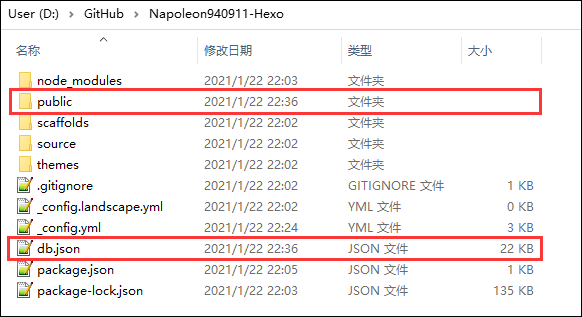 User (D:) > GitHub > Napoleon940911-Hexo
名称 修改日期 类型 大小
node_modules 2021/1/22 22:03 文件夹
public 2021/1/22 22:36 文件夹
scaffolds 2021/1/22 22:02 文件夹
source 2021/1/22 22:02 文件夹
themes 2021/1/22 22:02 文件夹
.gitignore 2021/1/22 22:02 GITIGNORE 文件 1 KB
_config.landscape.yml 2021/1/22 22:02 YML 文件 0 KB
_config.yml 2021/1/22 22:24 YML 文件 3 KB
db.json 2021/1/22 22:36 JSON 文件 22 KB
package.json 2021/1/22 22:05 JSON 文件 1 KB
package-lock.json 2021/1/22 22:03 JSON 文件 135 KB